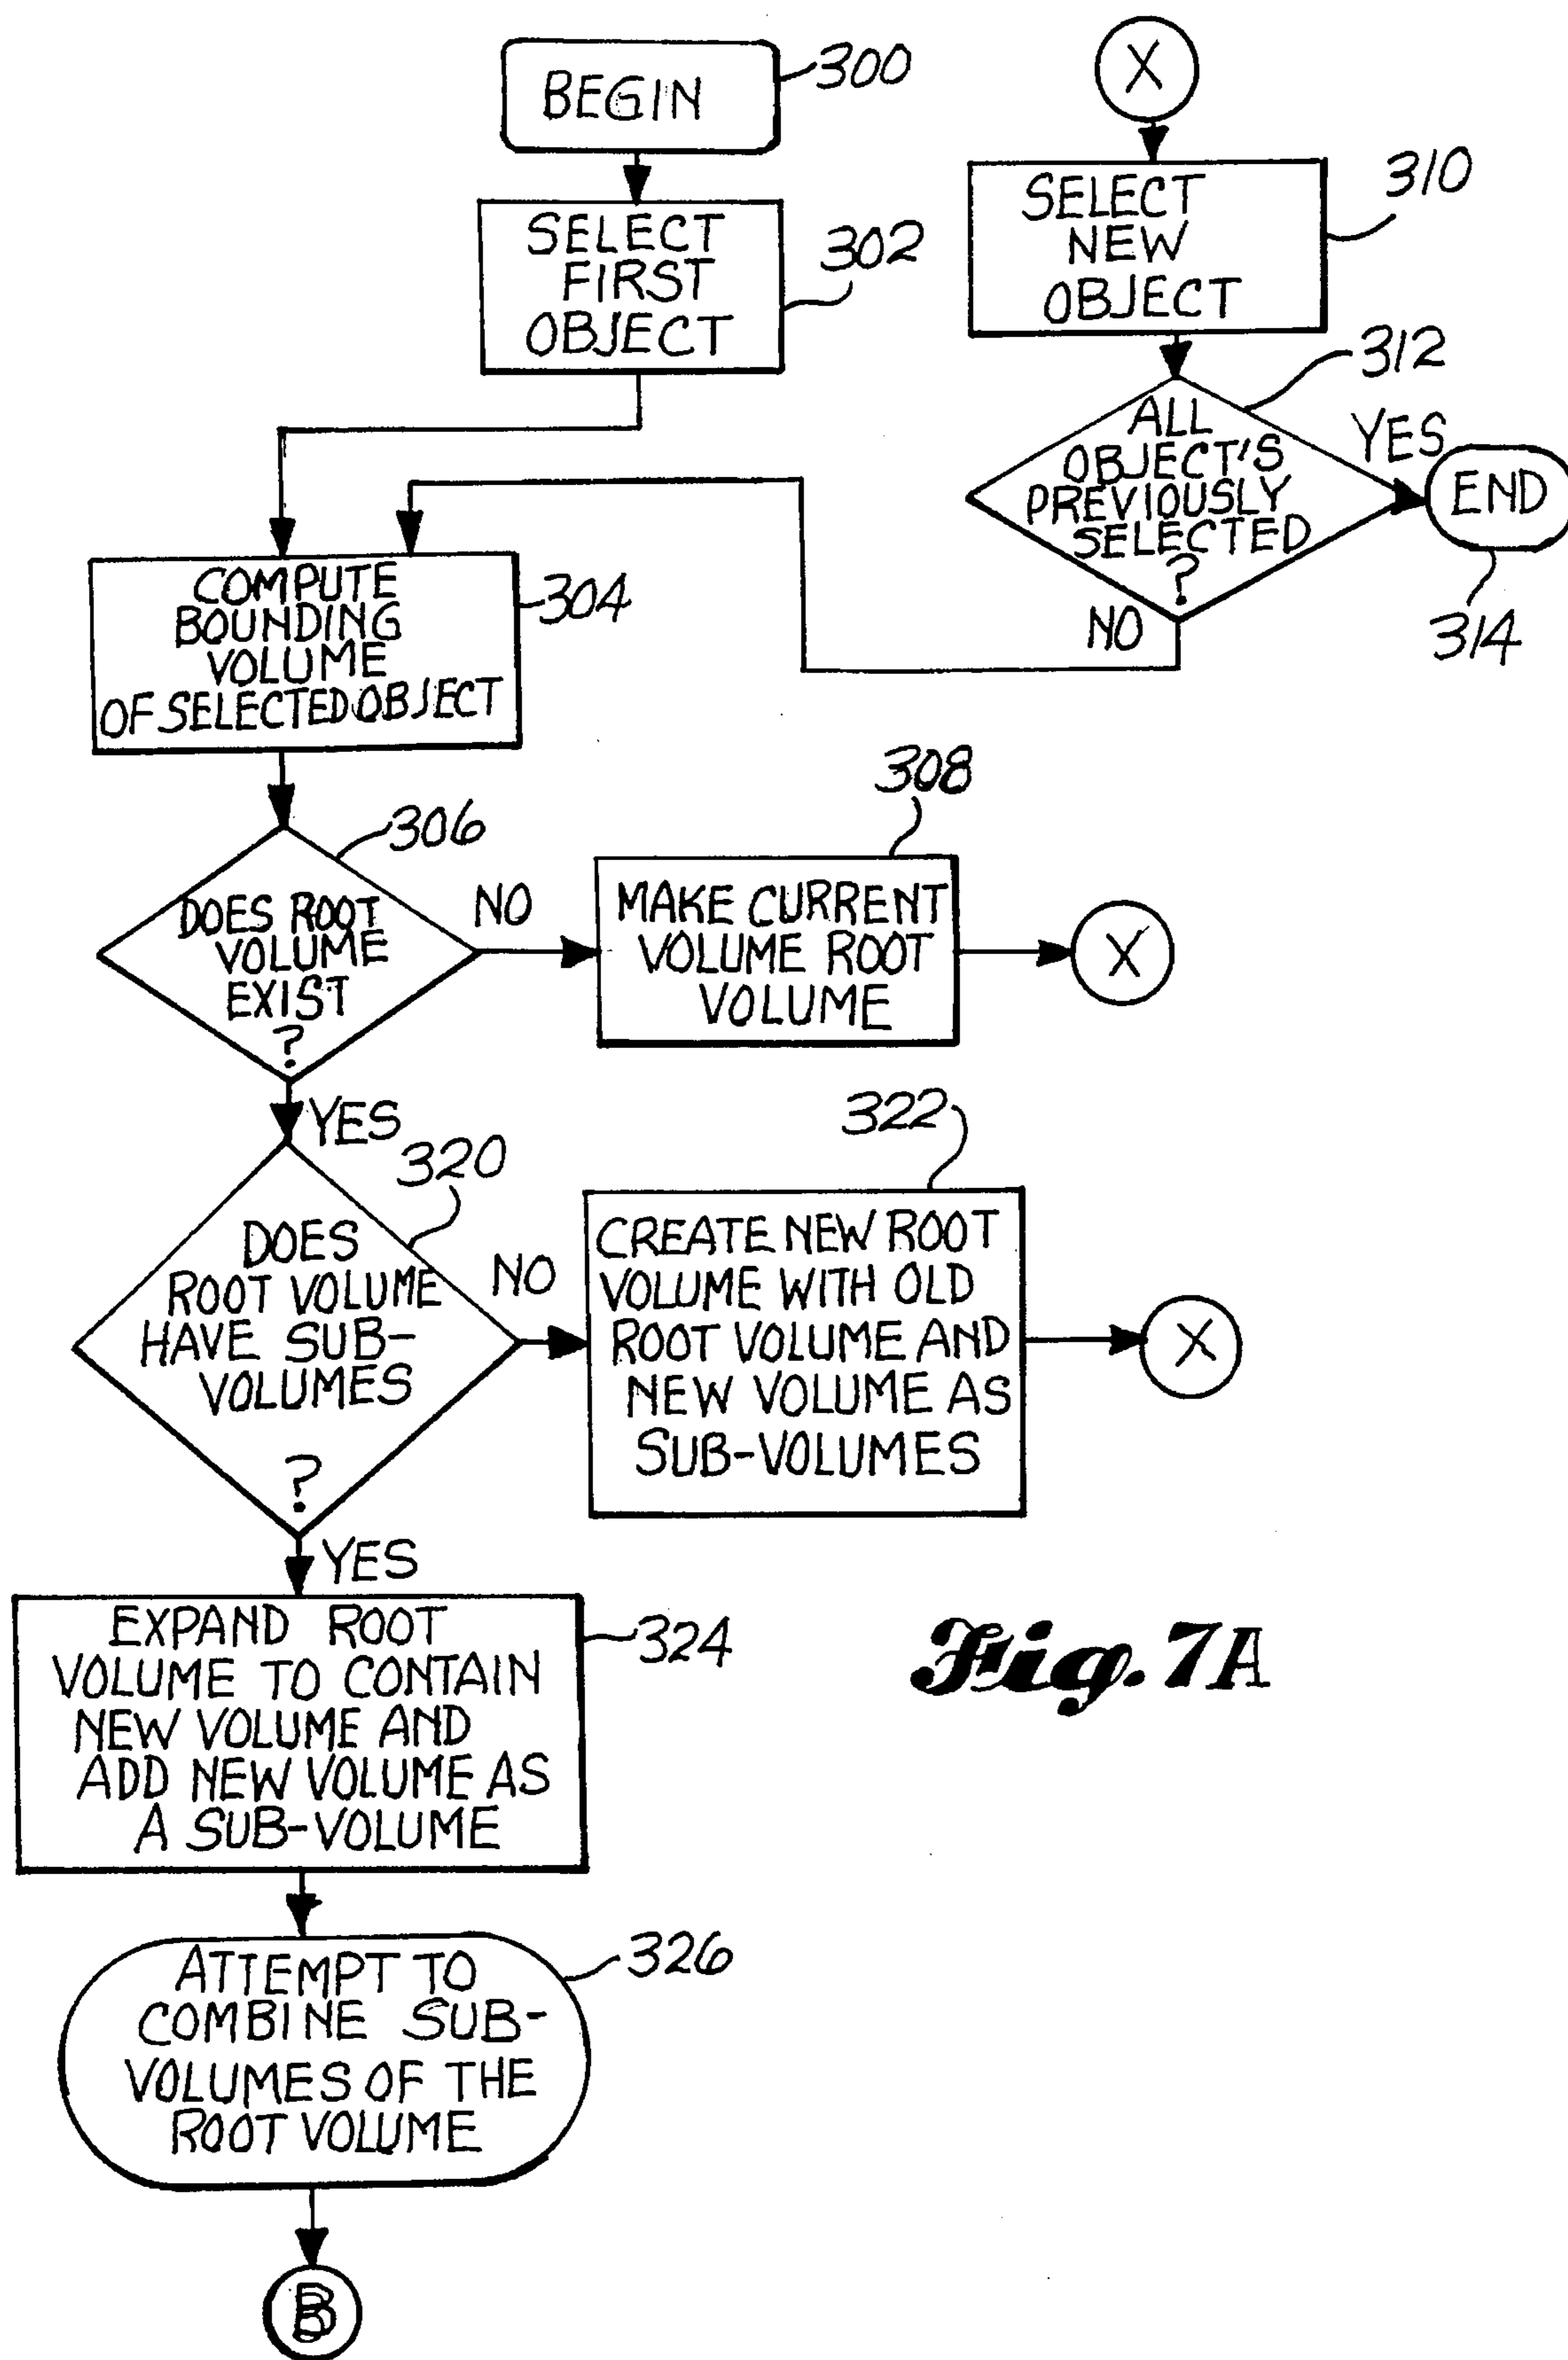 BEGIN
300
SELECT
FIRST
OBJECT
302
X
SELECT
NEW
OBJECT
310
ALL
OBJECT'S
PREVIOUSLY
SELECTED
?
312
YES
END
314
NO
COMPUTE
BOUNDING
VOLUME
OF SELECTED OBJECT
304
DOES ROOT
VOLUME
EXIST
?
306
NO
MAKE CURRENT
VOLUME ROOT
VOLUME
308
X
YES
DOES
ROOT VOLUME
HAVE SUB-
VOLUMES
?
320
NO
CREATE NEW ROOT
VOLUME WITH OLD
ROOT VOLUME AND
NEW VOLUME AS
SUB-VOLUMES
322
X
YES
EXPAND ROOT
VOLUME TO CONTAIN
NEW VOLUME AND
ADD NEW VOLUME AS
A SUB-VOLUME
324
Fig. 7A
ATTEMPT TO
COMBINE SUB-
VOLUMES OF THE
ROOT VOLUME
326
B